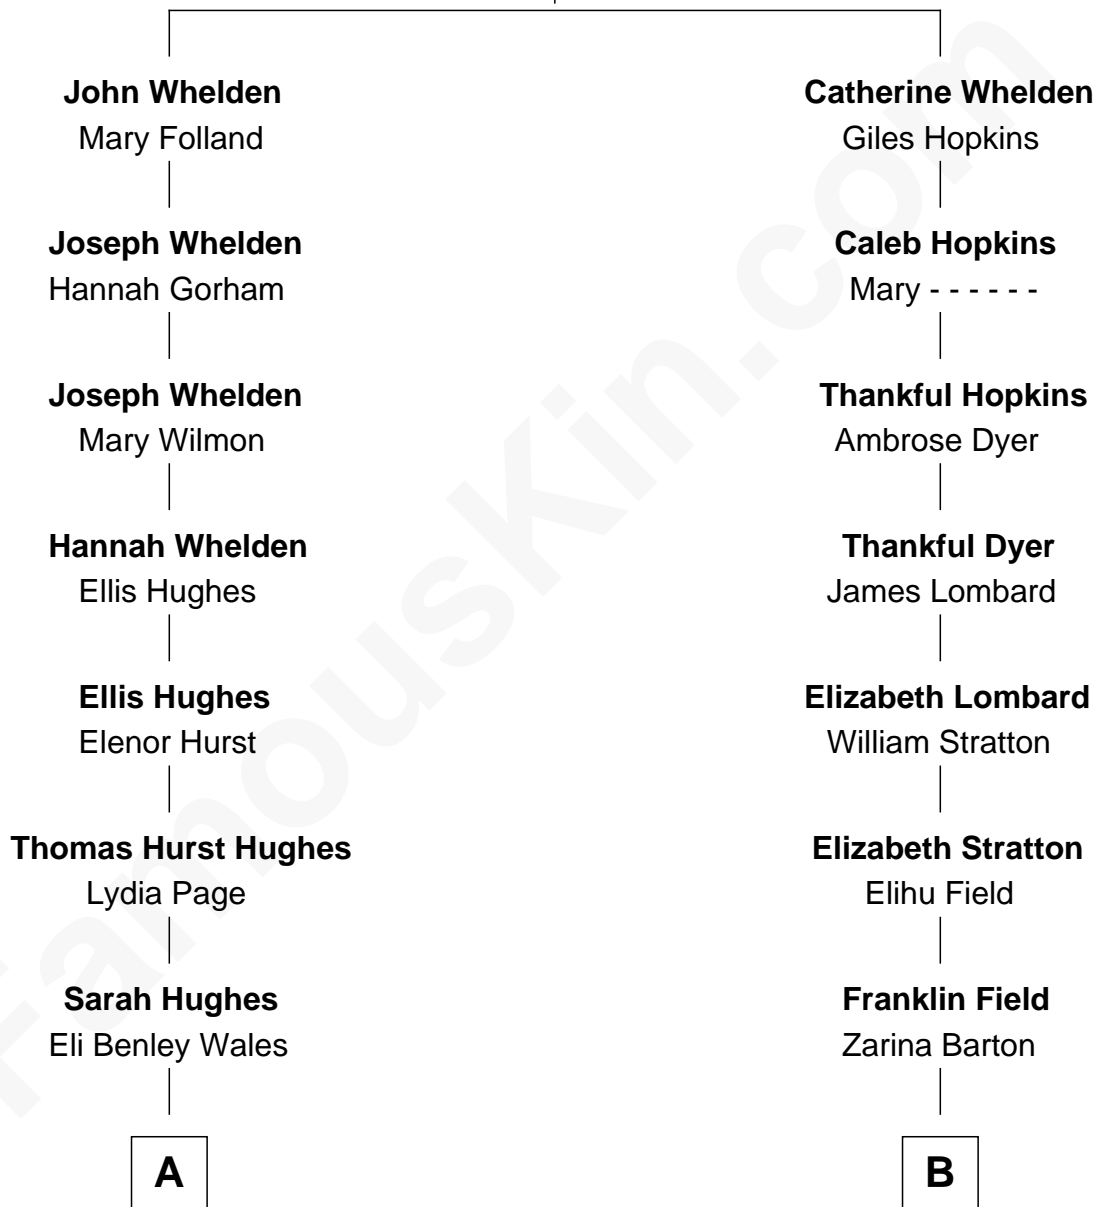 John Whelden
Mary Folland
Joseph Whelden
Hannah Gorham
Joseph Whelden
Mary Wilmon
Hannah Whelden
Ellis Hughes
Ellis Hughes
Elenor Hurst
Thomas Hurst Hughes
Lydia Page
Sarah Hughes
Eli Benley Wales
A
Catherine Whelden
Giles Hopkins
Caleb Hopkins
Mary - - - - - -
Thankful Hopkins
Ambrose Dyer
Thankful Dyer
James Lombard
Elizabeth Lombard
William Stratton
Elizabeth Stratton
Elihu Field
Franklin Field
Zarina Barton
B
FamousKin.com